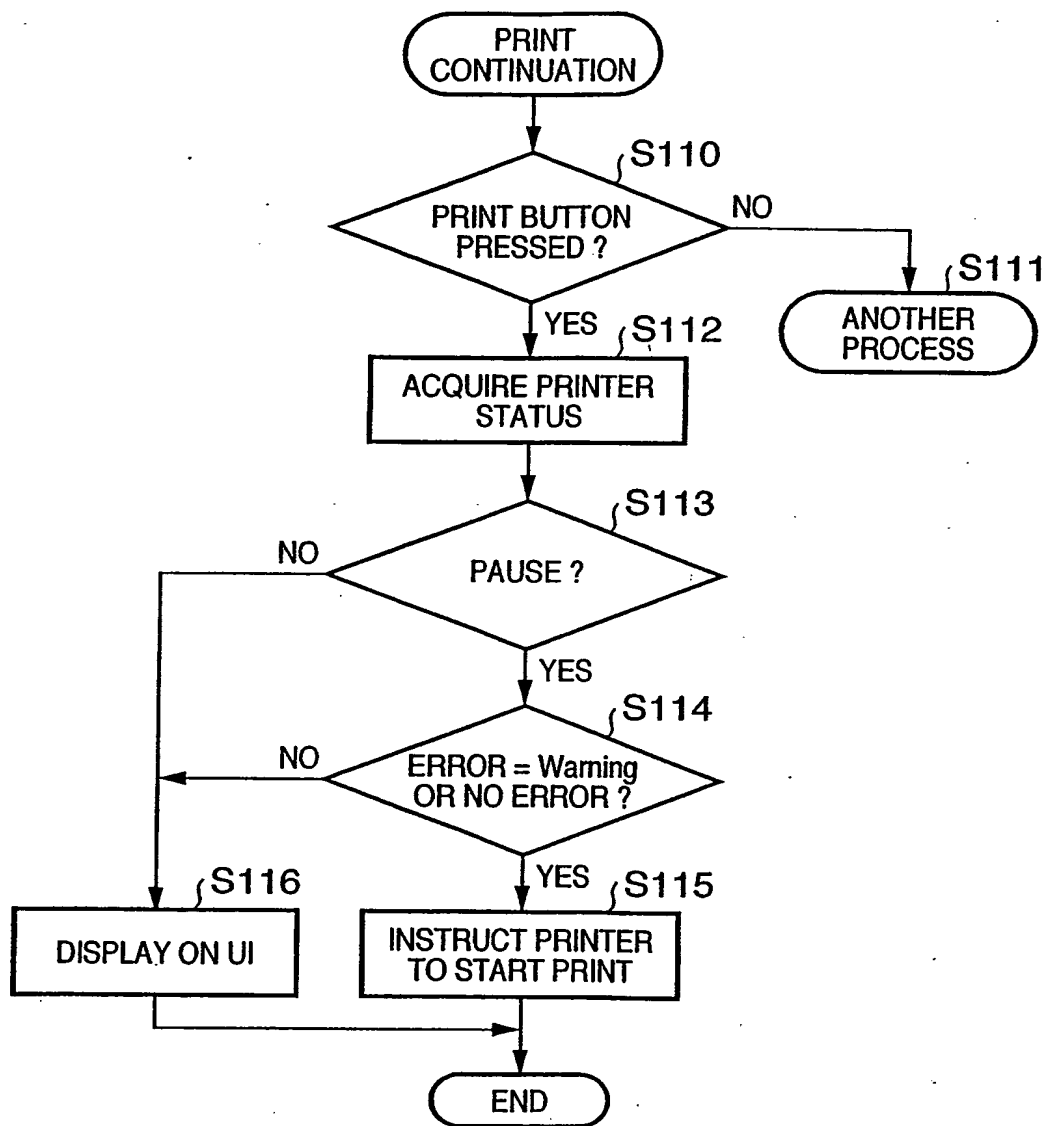 PRINT
CONTINUATION
S110
PRINT BUTTON
PRESSED ?
NO
S111
ANOTHER
PROCESS
YES
S112
ACQUIRE PRINTER
STATUS
S113
NO
PAUSE ?
YES
S114
NO
ERROR = Warning
OR NO ERROR ?
YES
S116
S115
DISPLAY ON UI
INSTRUCT PRINTER
TO START PRINT
END